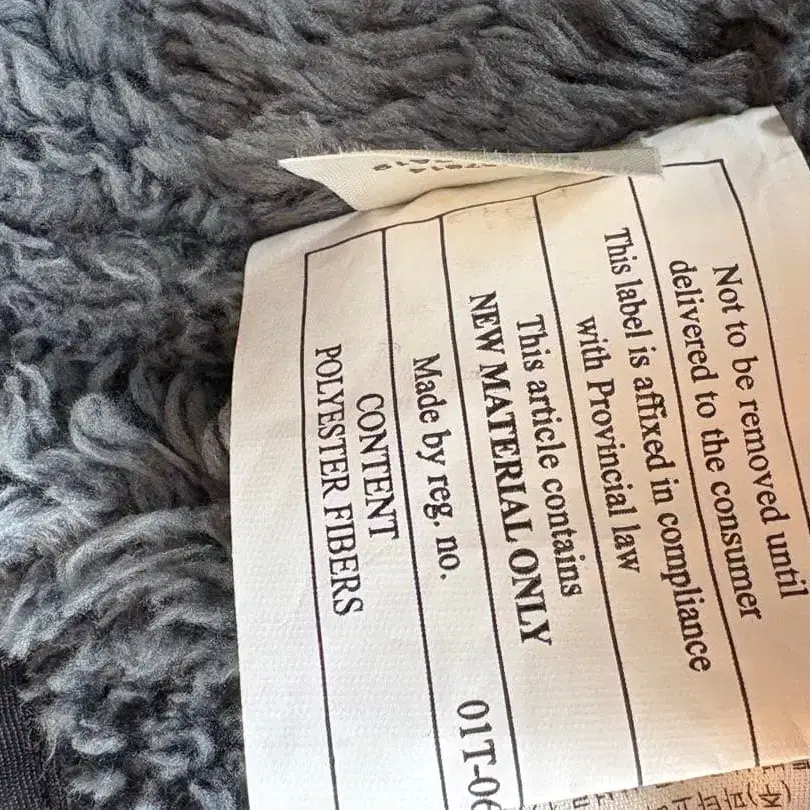 Not to be removed until
delivered to the consumer
This label is affixed in compliance
with Provincial law
This article contains
NEW MATERIAL ONLY
Made by reg. no.
01T-06
CONTENT
POLYESTER FIBERS